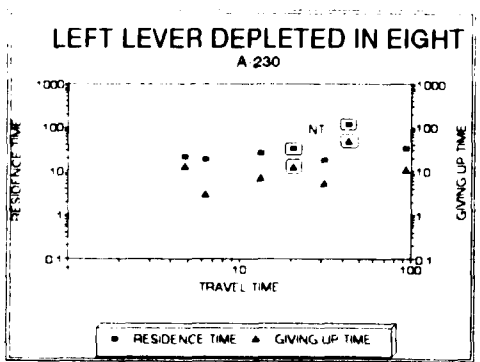 LEFT LEVER DEPLETED IN EIGHT
A-230
1000
100
10
1
0.1
RESIDENCE TIME
NT
1000
100
10
1
0.1
GIVING UP TIME
1
10
100
TRAVEL TIME
RESIDENCE TIME
GIVING UP TIME